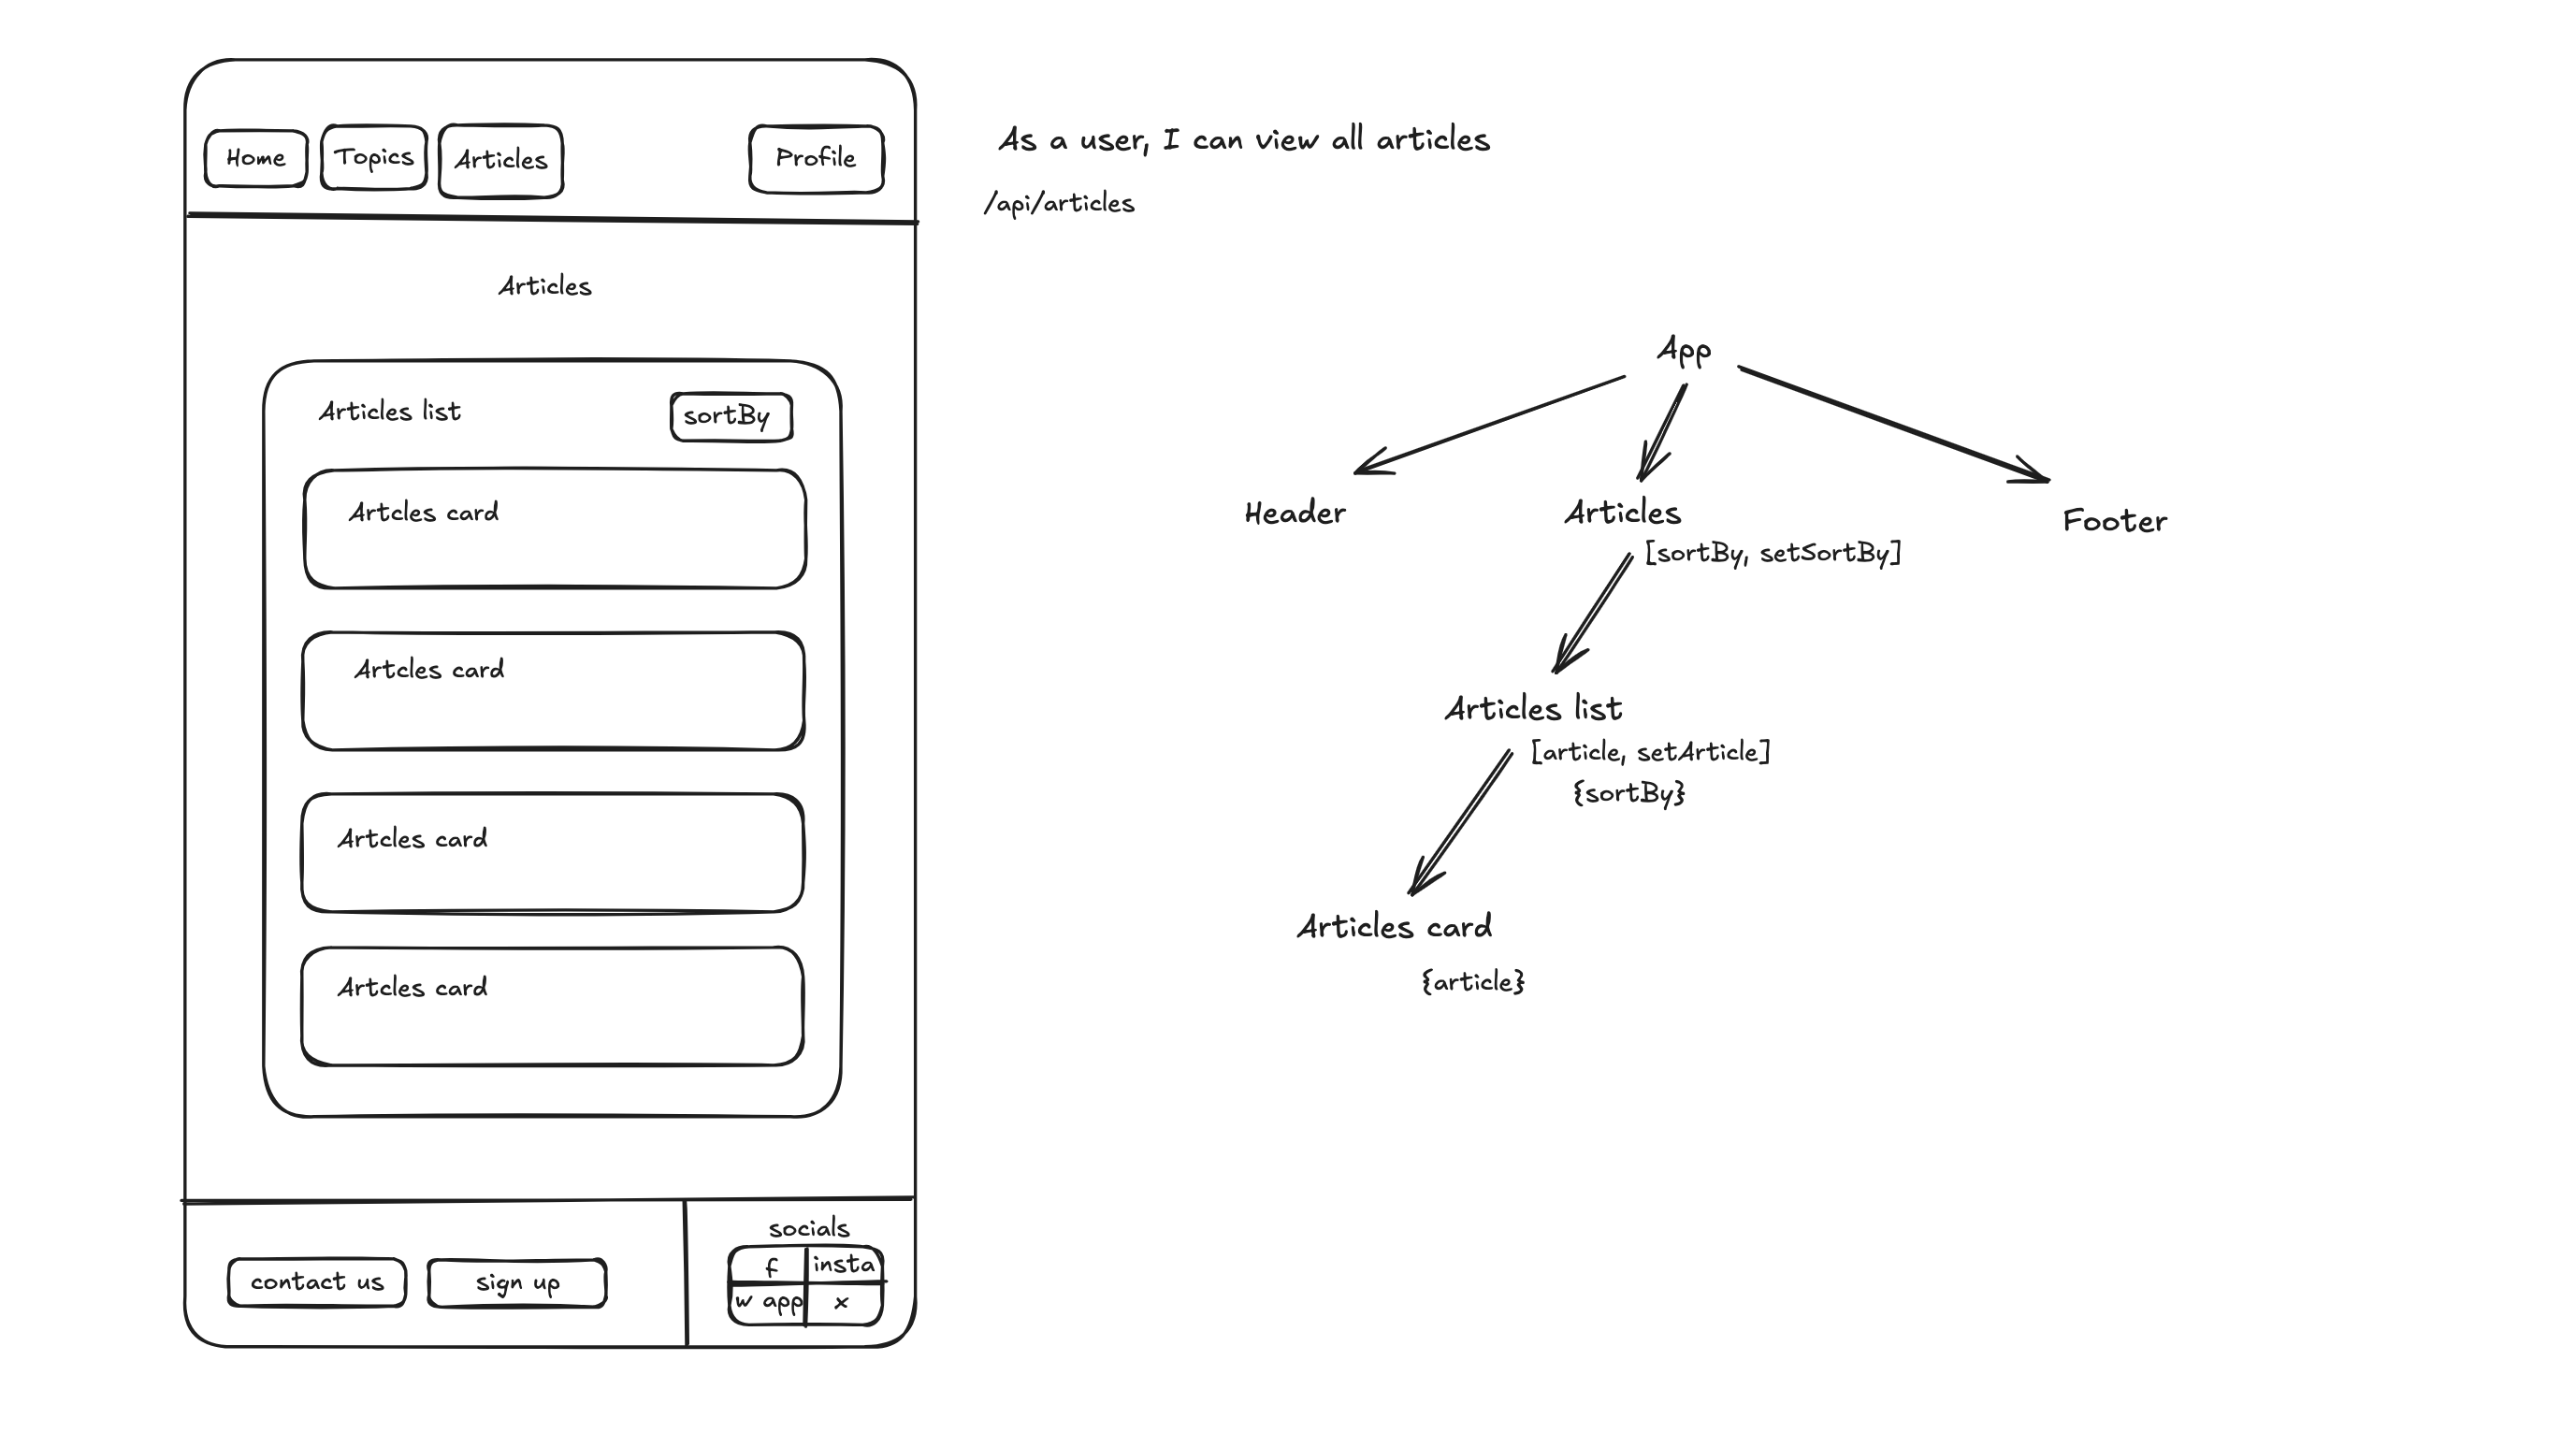 Home
Topics
Articles
Profile
Articles
Articles list
sortBy
Artcles card
Artcles card
Artcles card
Artcles card
contact us
sign up
socials
f
insta
w app
x
As a user, I can view all articles
/api/articles
App
Header
Articles
Footer
[sortBy, setSortBy]
Articles list
[article, setArticle]
{sortBy}
Articles card
{article}